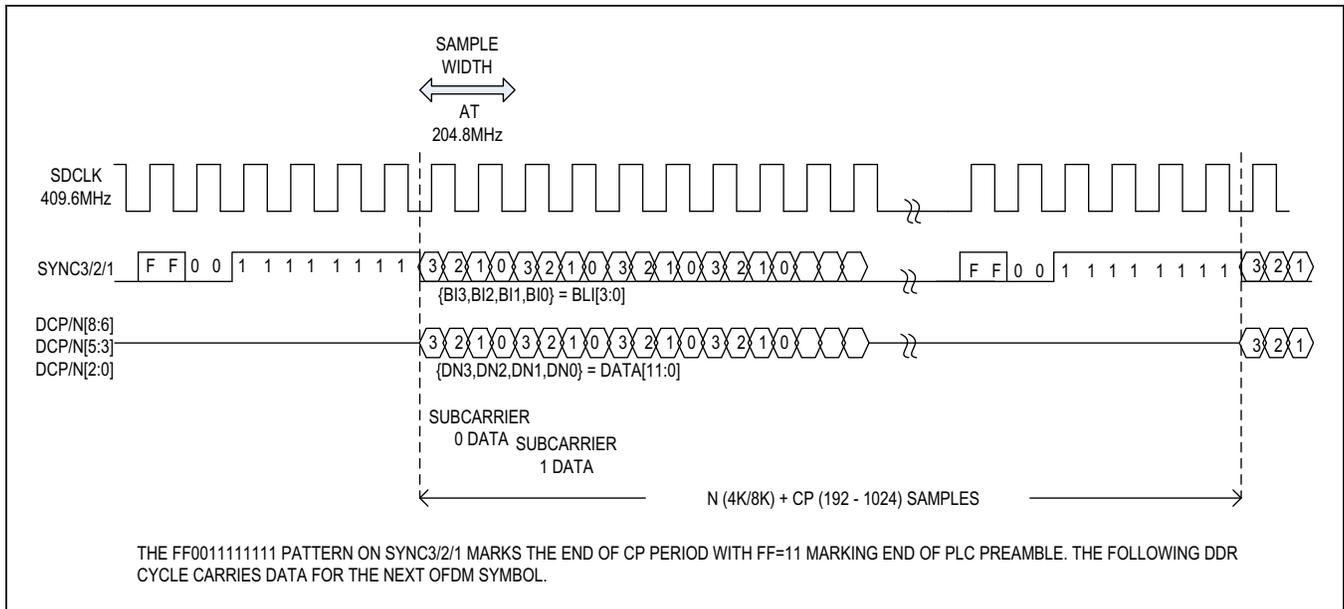 SAMPLE
WIDTH
AT
204.8MHz
SDCLK
409.6MHz
SYNC3/2/1
F F 0 0 1 1 1 1 1 1 1 1 3 2 1 0 3 2 1 0 3 2 1 0 3 2 1 0 F F 0 0 1 1 1 1 1 1 1 1 3 2 1
{BI3,BI2,BI1,BI0} = BLI[3:0]
DCP/N[8:6]
DCP/N[5:3]
DCP/N[2:0]
3 2 1 0 3 2 1 0 3 2 1 0 3 2 1 0 3 2 1
{DN3,DN2,DN1,DN0} = DATA[11:0]
SUBCARRIER
0 DATA
SUBCARRIER
1 DATA
N (4K/8K) + CP (192 - 1024) SAMPLES
THE FF0011111111 PATTERN ON SYNC3/2/1 MARKS THE END OF CP PERIOD WITH FF=11 MARKING END OF PLC PREAMBLE. THE FOLLOWING DDR
CYCLE CARRIES DATA FOR THE NEXT OFDM SYMBOL.